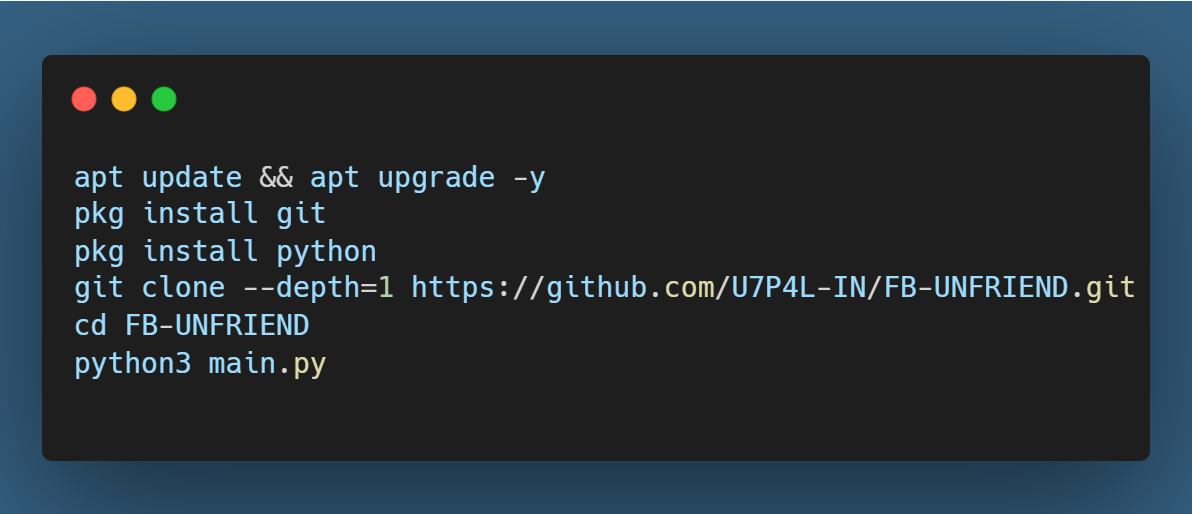 apt update && apt upgrade -y
pkg install git
pkg install python
git clone --depth=1 https://github.com/U7P4L-IN/FB-UNFRIEND.git
cd FB-UNFRIEND
python3 main.py